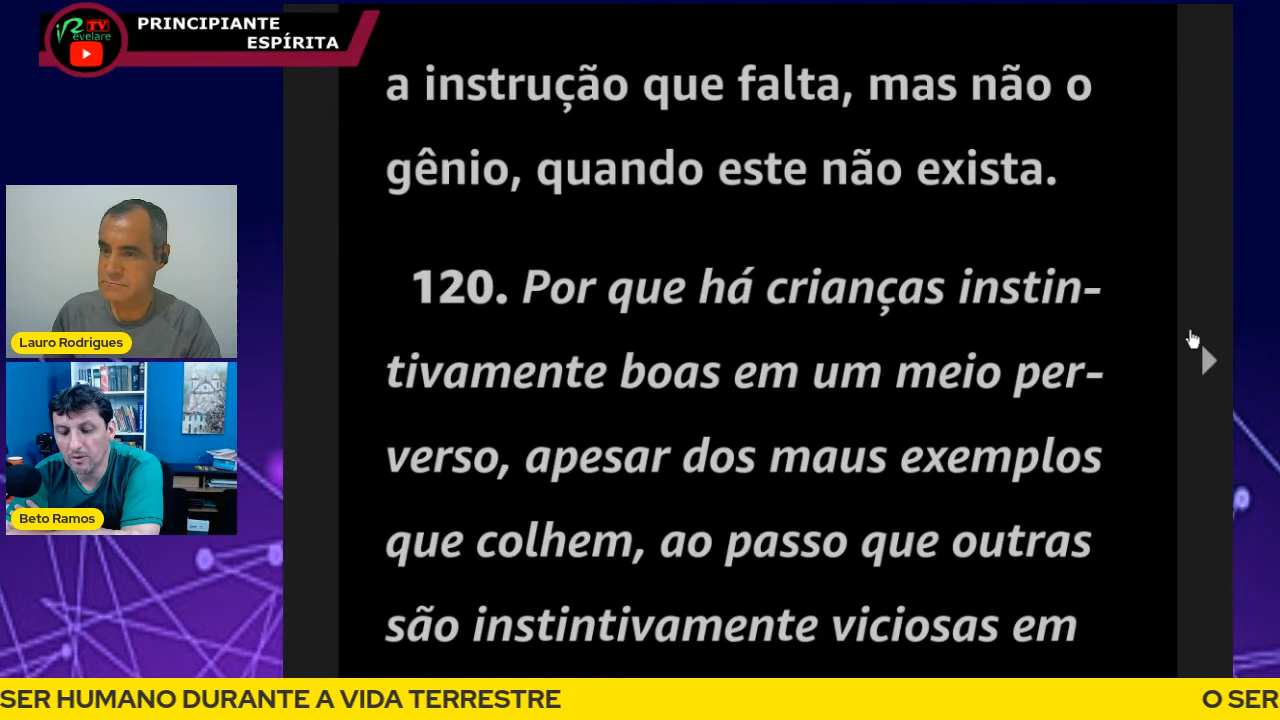 PRINCIPIANTE
ESPÍRITA
TV
iRevelare
a instrução que falta, mas não o
gênio, quando este não exista.
120. Por que há crianças instin-
tivamente boas em um meio per-
verso, apesar dos maus exemplos
que colhem, ao passo que outras
são instintivamente viciosas em
Lauro Rodrigues
Beto Ramos
SER HUMANO DURANTE A VIDA TERRESTRE
O SER